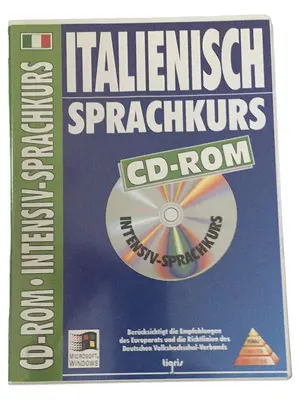 ITALIENISCH
SPRACHKURS
CD-ROM
INTENSIV-SPRACHKURS
CD-ROM • INTENSIV-SPRACHKURS
Berücksichtigt die Empfehlungen
des Europarats und die Richtlinien des
Deutschen Volkshochschul-Verbands
MICROSOFT
WINDOWS
tigris